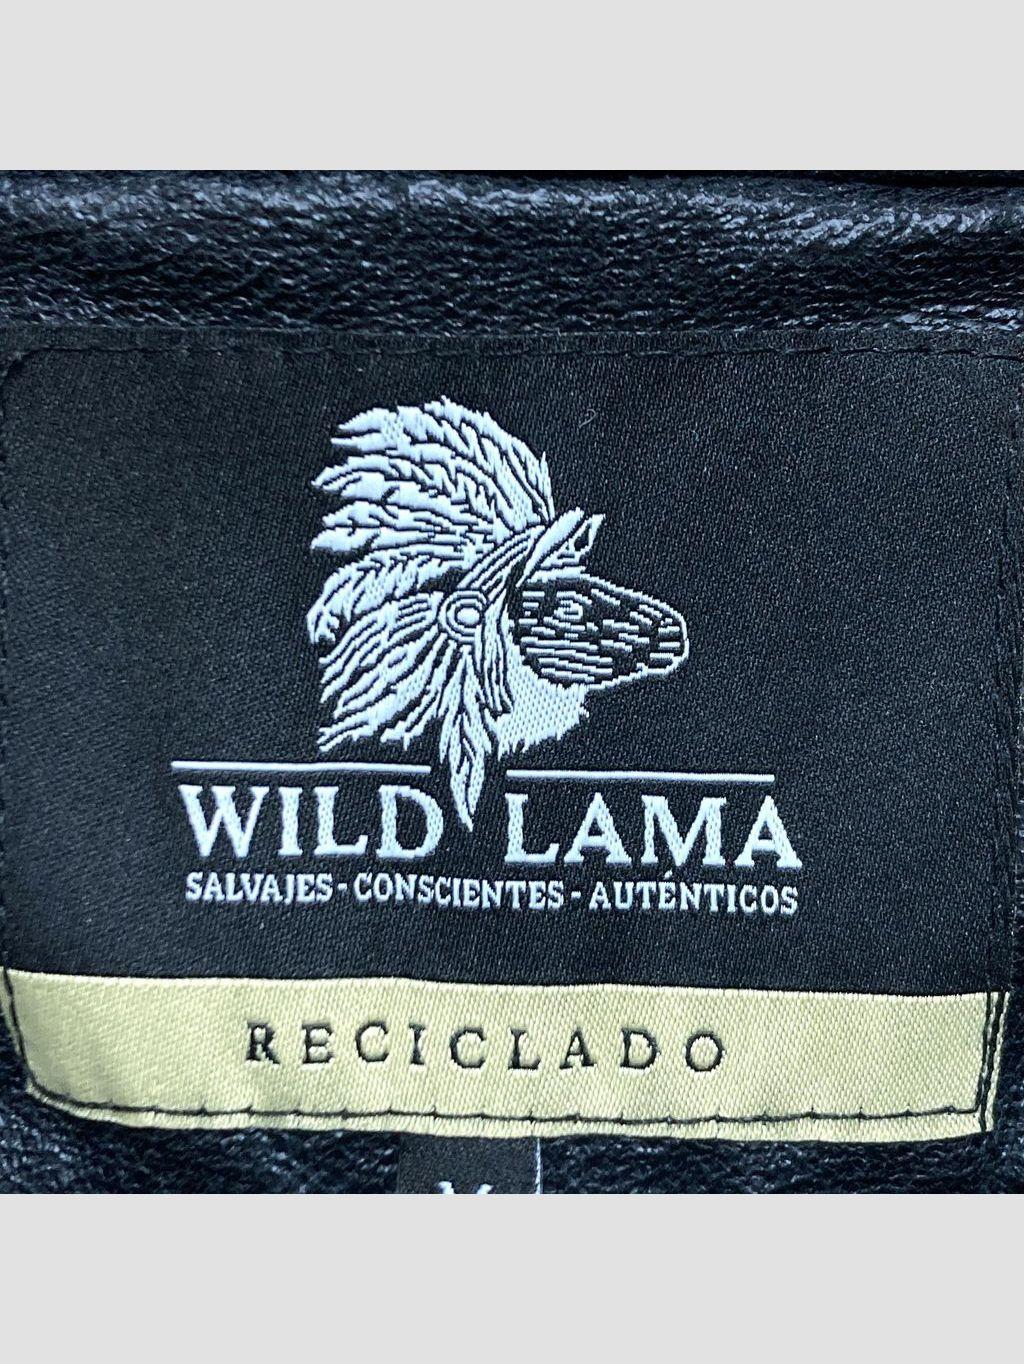 WILD LAMA
SALVAJES - CONSCIENTES - AUTÉNTICOS
RECICLADO